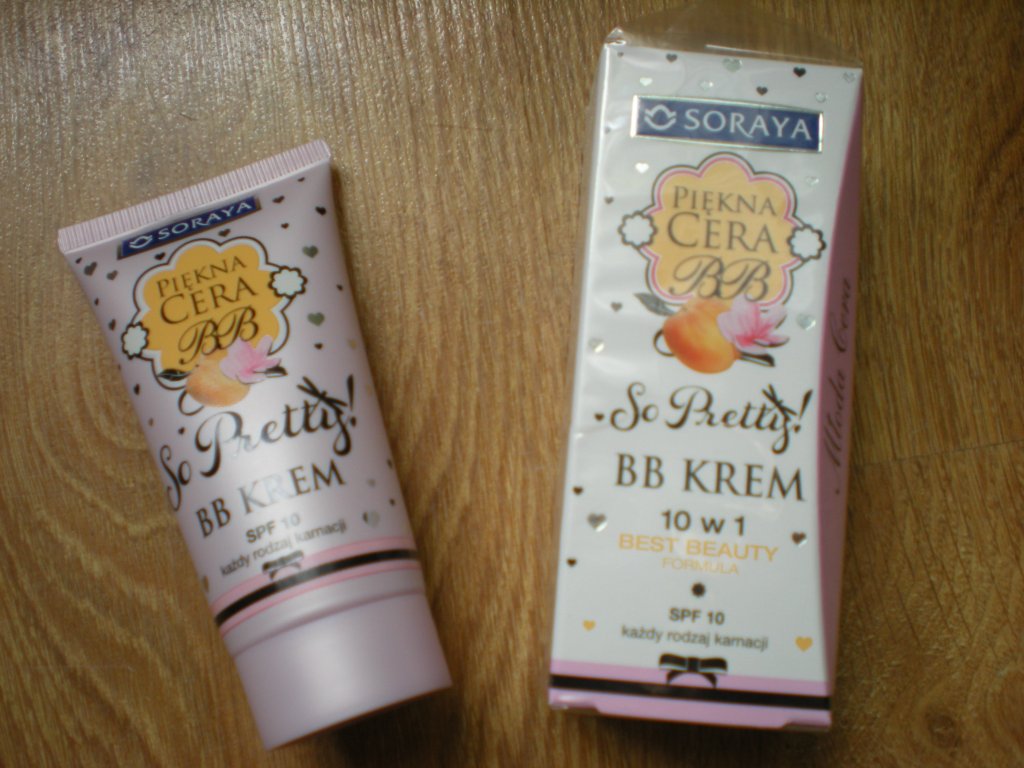 SORAYA
PIĘKNA
CERA
BB
So Pretty!
BB KREM
SPF 10
każdy rodzaj karnacji
SORAYA
PIĘKNA
CERA
BB
So Pretty!
BB KREM
10 w 1
BEST BEAUTY
FORMULA
SPF 10
każdy rodzaj karnacji
Młoda Cera